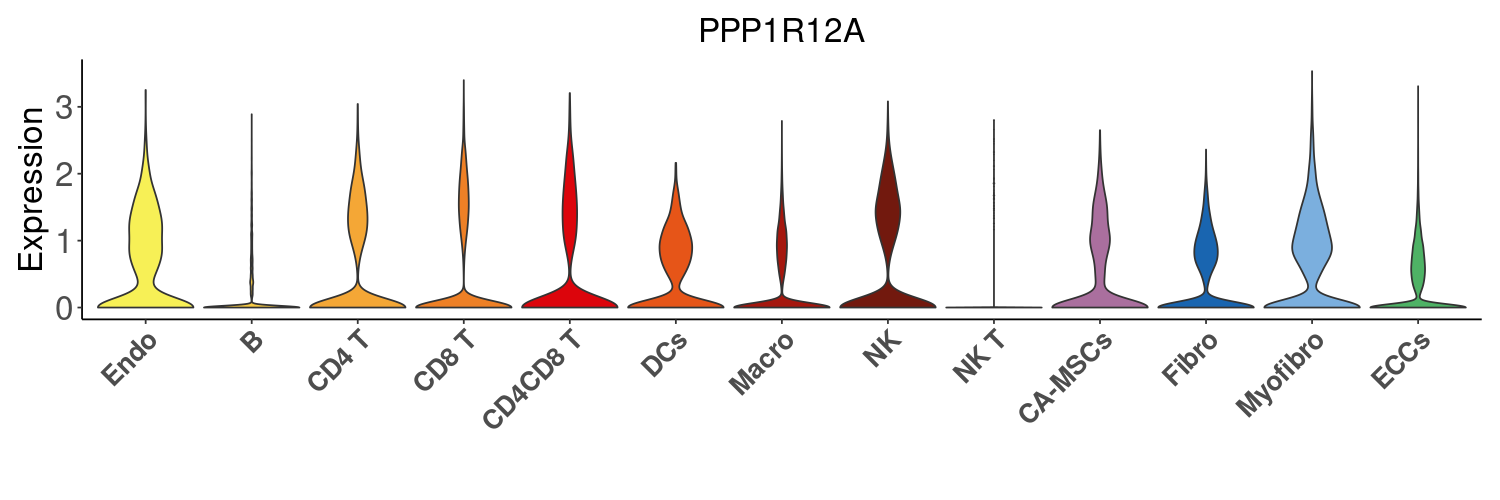 PPP1R12A
Expression
3
2
1
0
Endo
B
CD4 T
CD8 T
CD4CD8 T
DCs
Macro
NK
NK T
CA-MSCs
Fibro
Myofibro
ECCs